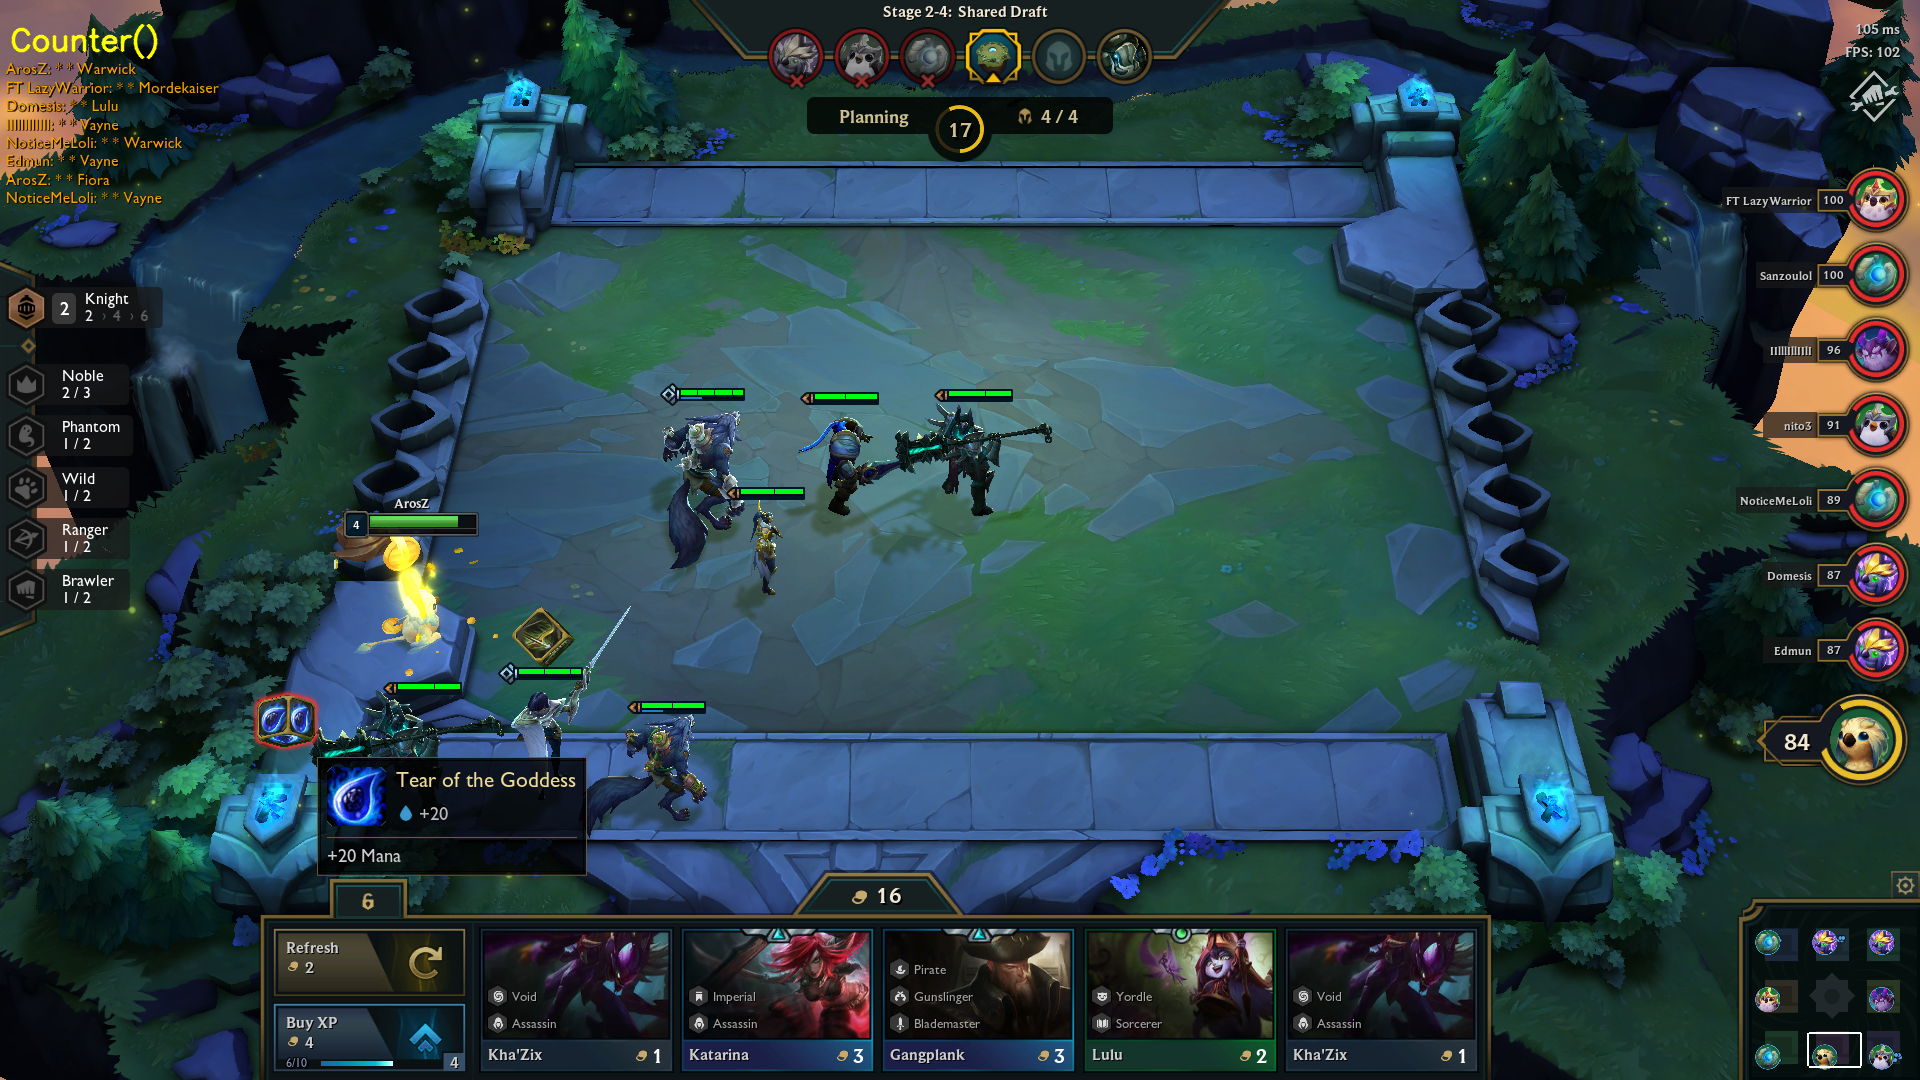 Stage 2-4: Shared Draft
105 ms
FPS: 102
Counter()
ArosZ: * * Warwick
FT LazyWarrior: * * Mordekaiser
Domesis: * * Lulu
* * Vayne
NoticeMeLoli: * * Warwick
Edmun: * * Vayne
ArosZ: * * Fiora
NoticeMeLoli: * * Vayne
Planning
17
4 / 4
FT LazyWarrior 100
Sanzoulol 100
96
nito3 91
NoticeMeLoli 89
Domesis 87
Edmun 87
84
2
Knight
2 › 4 › 6
Noble
2 / 3
Phantom
1 / 2
Wild
1 / 2
Ranger
1 / 2
Brawler
1 / 2
ArosZ
4
Tear of the Goddess
+20
+20 Mana
6
16
Refresh
2
Buy XP
4
6/10
4
Void
Assassin
Kha'Zix 1
Imperial
Assassin
Katarina 3
Pirate
Gunslinger
Blademaster
Gangplank 3
Yordle
Sorcerer
Lulu 2
Void
Assassin
Kha'Zix 1